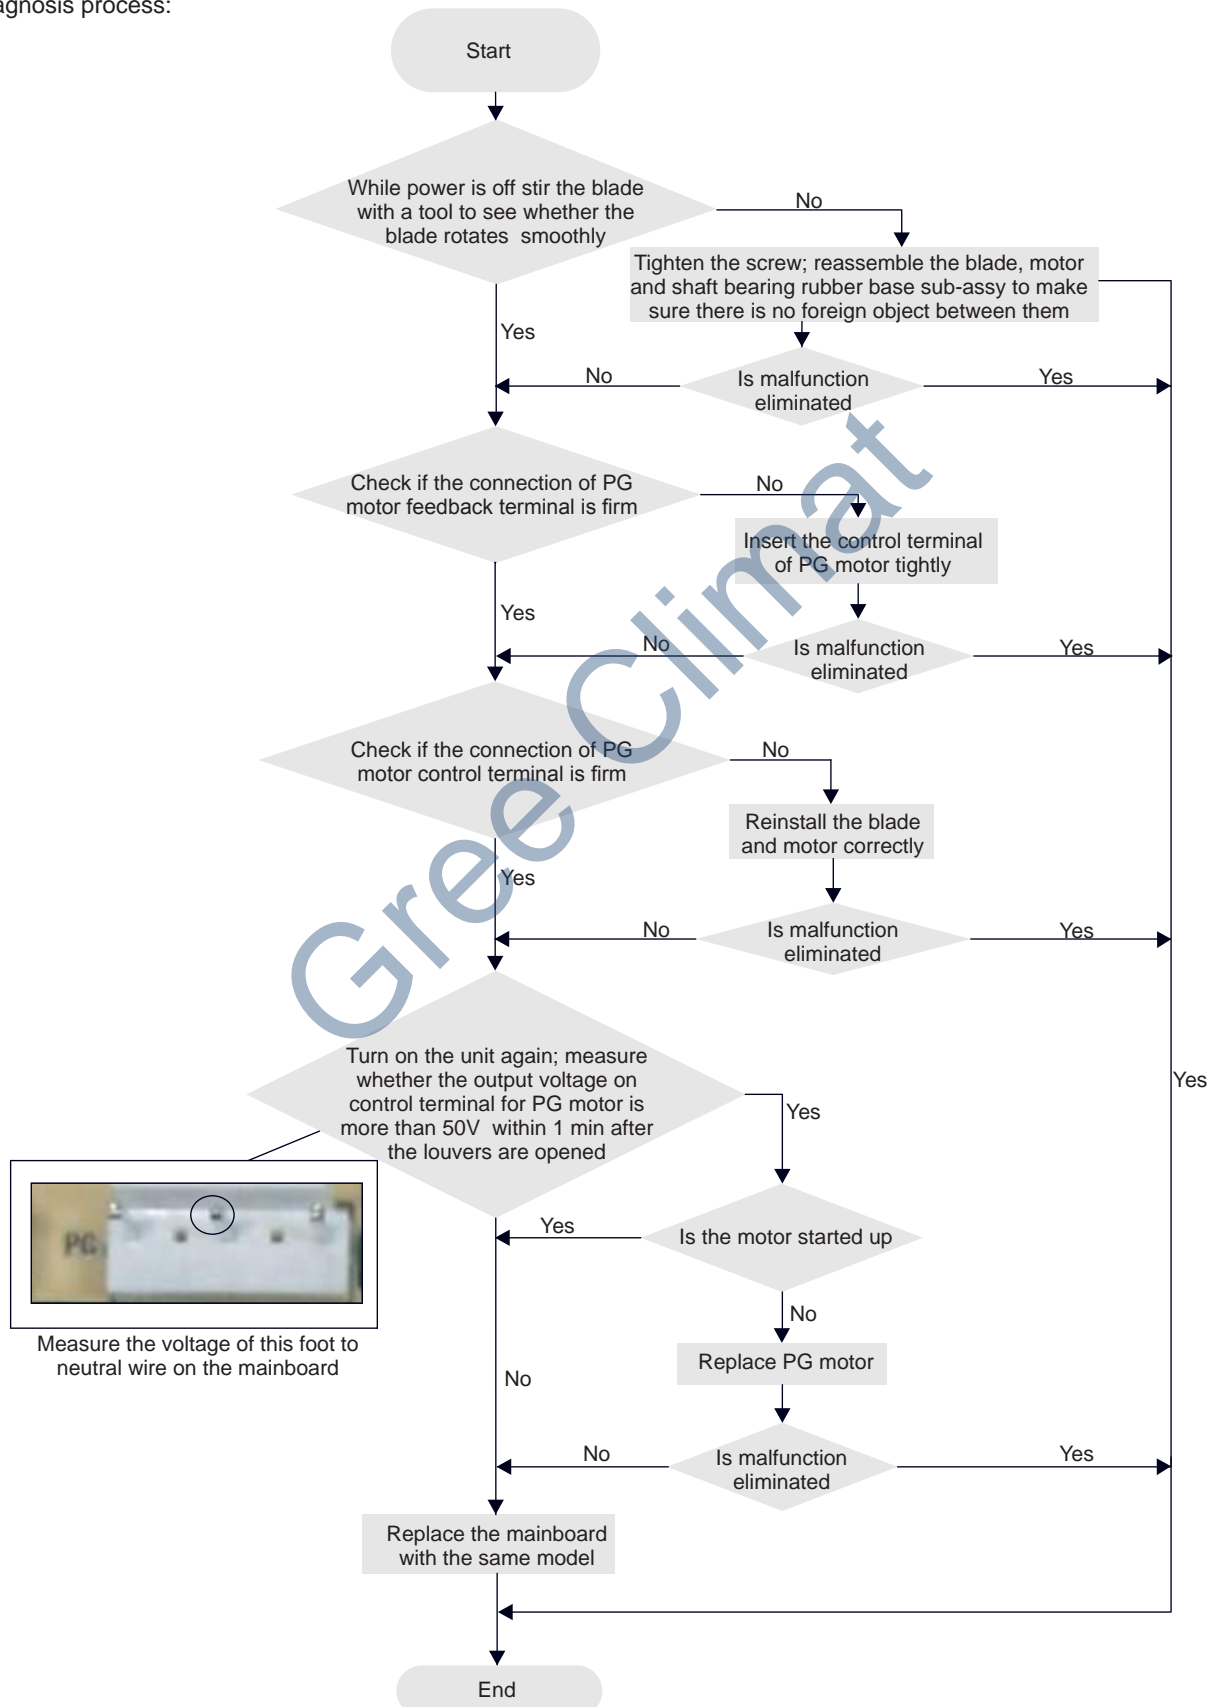 agnosis process:
Start
While power is off stir the blade
with a tool to see whether the
blade rotates smoothly
No
Tighten the screw; reassemble the blade, motor
and shaft bearing rubber base sub-assy to make
sure there is no foreign object between them
Yes
No
Is malfunction
eliminated
Yes
Check if the connection of PG
motor feedback terminal is firm
No
Insert the control terminal
of PG motor tightly
Yes
No
Is malfunction
eliminated
Yes
Check if the connection of PG
motor control terminal is firm
No
Reinstall the blade
and motor correctly
Yes
No
Is malfunction
eliminated
Yes
Turn on the unit again; measure
whether the output voltage on
control terminal for PG motor is
more than 50V within 1 min after
the louvers are opened
Yes
Yes
PG
Yes
Is the motor started up
No
Measure the voltage of this foot to
neutral wire on the mainboard
Replace PG motor
No
No
Is malfunction
eliminated
Yes
Replace the mainboard
with the same model
End
Gree Climat